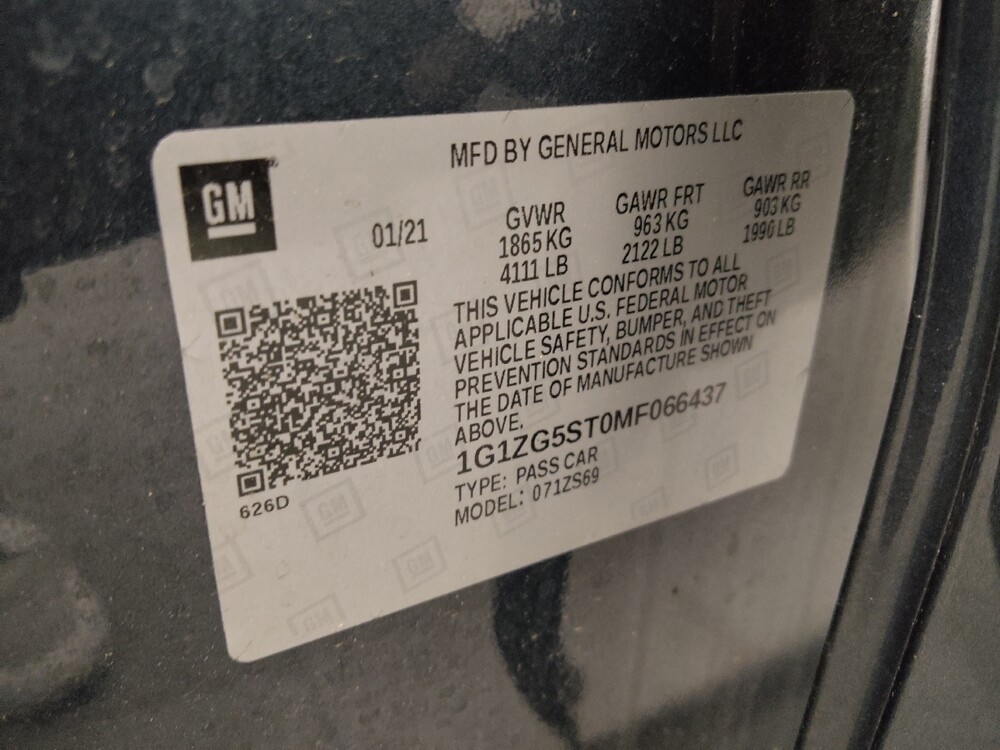 GM
MFD BY GENERAL MOTORS LLC
01/21
GVWR GAWR FRT GAWR RR
1865 KG 963 KG 903 KG
4111 LB 2122 LB 1990 LB
THIS VEHICLE CONFORMS TO ALL
APPLICABLE U.S. FEDERAL MOTOR
VEHICLE SAFETY, BUMPER, AND THEFT
PREVENTION STANDARDS IN EFFECT ON
THE DATE OF MANUFACTURE SHOWN
ABOVE.
1G1ZG5ST0MF066437
TYPE: PASS CAR
MODEL: 071ZS69
626D